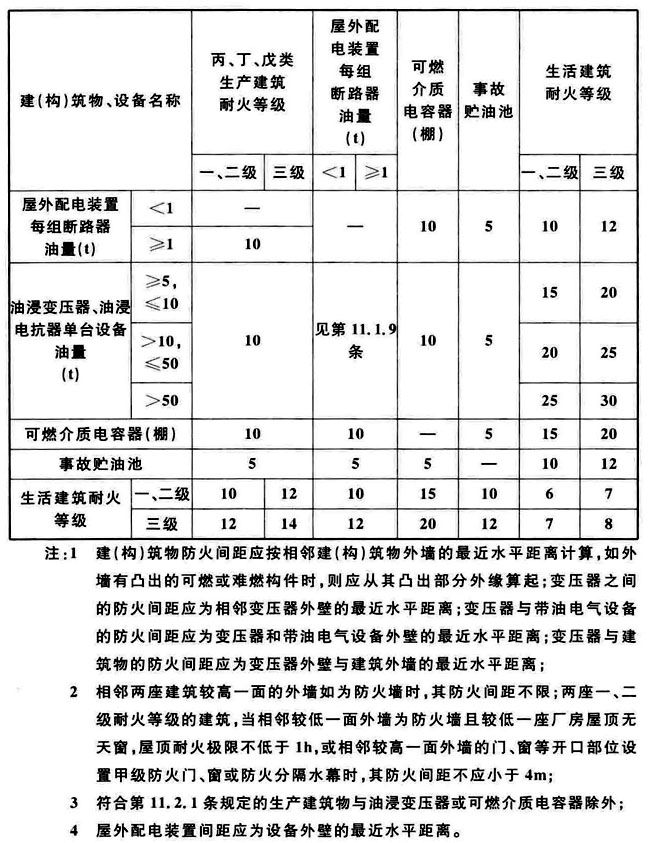 建(构)筑物、设备名称 丙、丁、戊类生产建筑耐火等级 屋外配电装置每组断路器油量(t) 可燃介质电容器(棚) 事故贮油池 生活建筑耐火等级
一、二级 三级 <1 ≥1 一、二级 三级
屋外配电装置每组断路器油量(t) <1 — — 10 5 10 12
≥1 10
油浸变压器、油浸电抗器单台设备油量(t) ≥5,≤10 10 见第11.1.9条 10 5 15 20
>10,≤50 20 25
>50 25 30
可燃介质电容器(棚) 10 10 — 5 15 20
事故贮油池 5 5 5 — 10 12
生活建筑耐火等级 一、二级 10 12 10 15 10 6 7
三级 12 14 12 20 12 7 8
注:1 建(构)筑物防火间距应按相邻建(构)筑物外墙的最近水平距离计算,如外
墙有凸出的可燃或难燃构件时,则应从其凸出部分外缘算起;变压器之间
的防火间距应为相邻变压器外壁的最近水平距离;变压器与带油电气设备
的防火间距应为变压器和带油电气设备外壁的最近水平距离;变压器与建
筑物的防火间距应为变压器外壁与建筑外墙的最近水平距离;
2 相邻两座建筑较高一面的外墙如为防火墙时,其防火间距不限;两座一、二
级耐火等级的建筑,当相邻较低一面外墙为防火墙且较低一座厂房屋顶无
天窗,屋顶耐火极限不低于1h,或相邻较高一面外墙的门、窗等开口部位设
置甲级防火门、窗或防火分隔水幕时,其防火间距不应小于4m;
3 符合第11.2.1条规定的生产建筑物与油浸变压器或可燃介质电容器除外;
4 屋外配电装置间距应为设备外壁的最近水平距离。